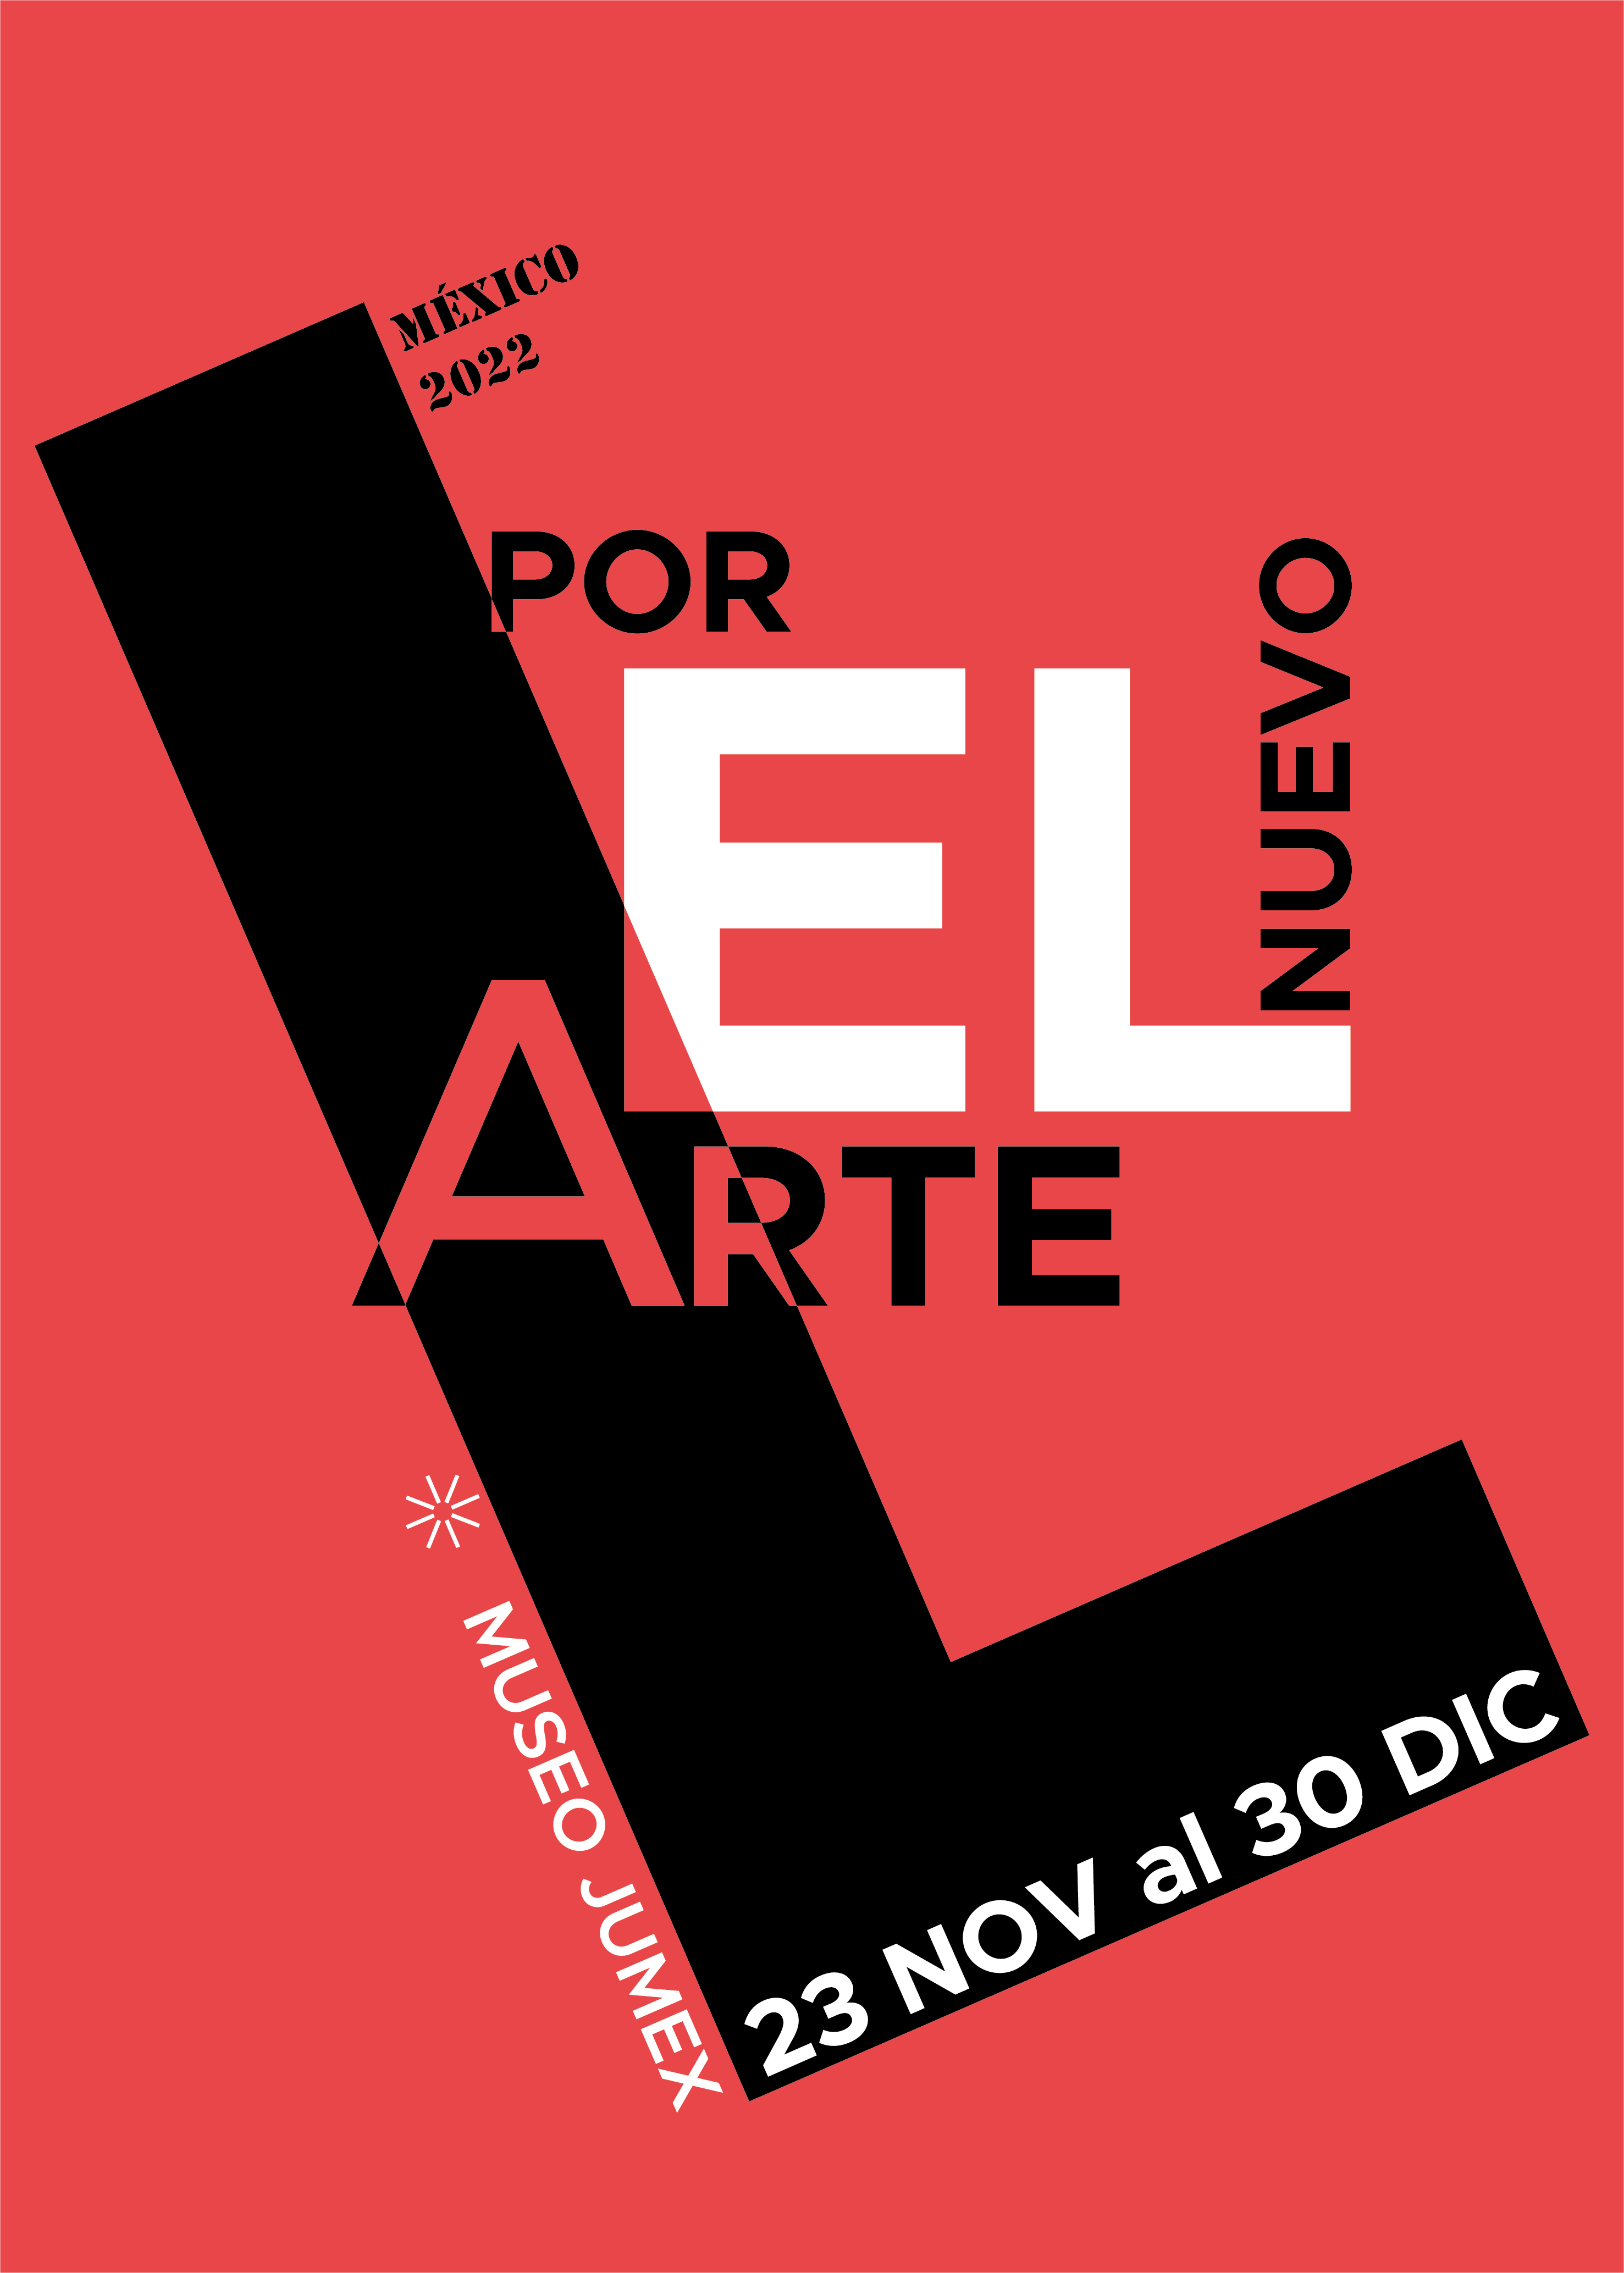 MÉXICO
2022
POR
EL
NUEVO
ARTE
MUSEO JUMEX
23 NOV al 30 DIC